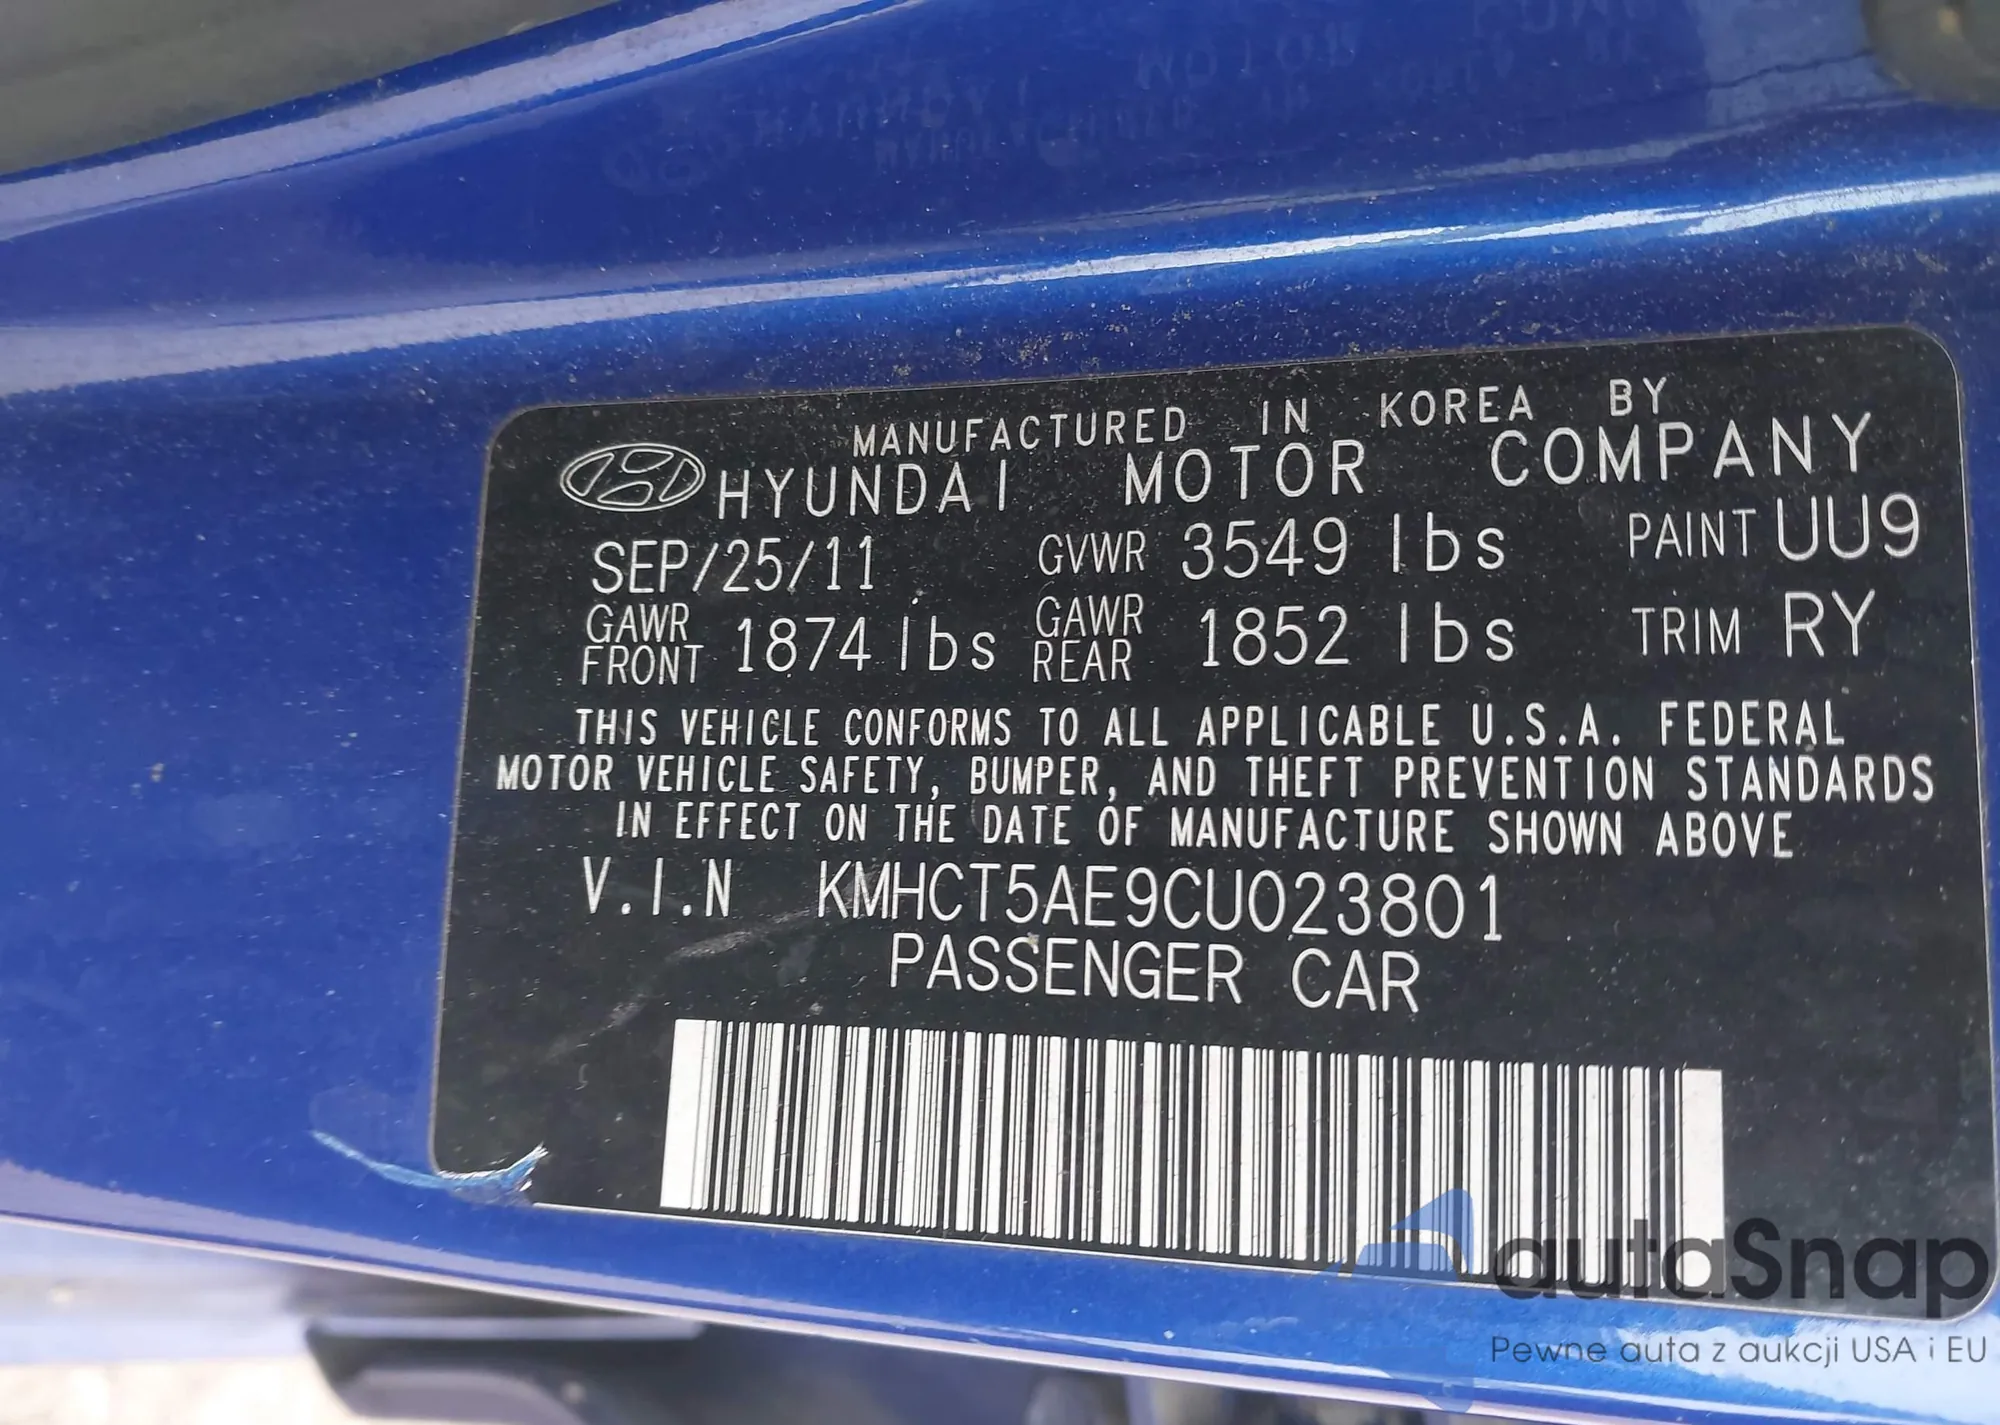 MANUFACTURED IN KOREA BY
HYUNDAI MOTOR COMPANY
SEP/25/11 GVWR 3549 lbs PAINT UU9
GAWR FRONT 1874 lbs GAWR REAR 1852 lbs TRIM RY
THIS VEHICLE CONFORMS TO ALL APPLICABLE U.S.A. FEDERAL
MOTOR VEHICLE SAFETY, BUMPER, AND THEFT PREVENTION STANDARDS
IN EFFECT ON THE DATE OF MANUFACTURE SHOWN ABOVE
V.I.N KMHCT5AE9CU023801
PASSENGER CAR
autaSnap
Pewne auta z aukcji USA i EU